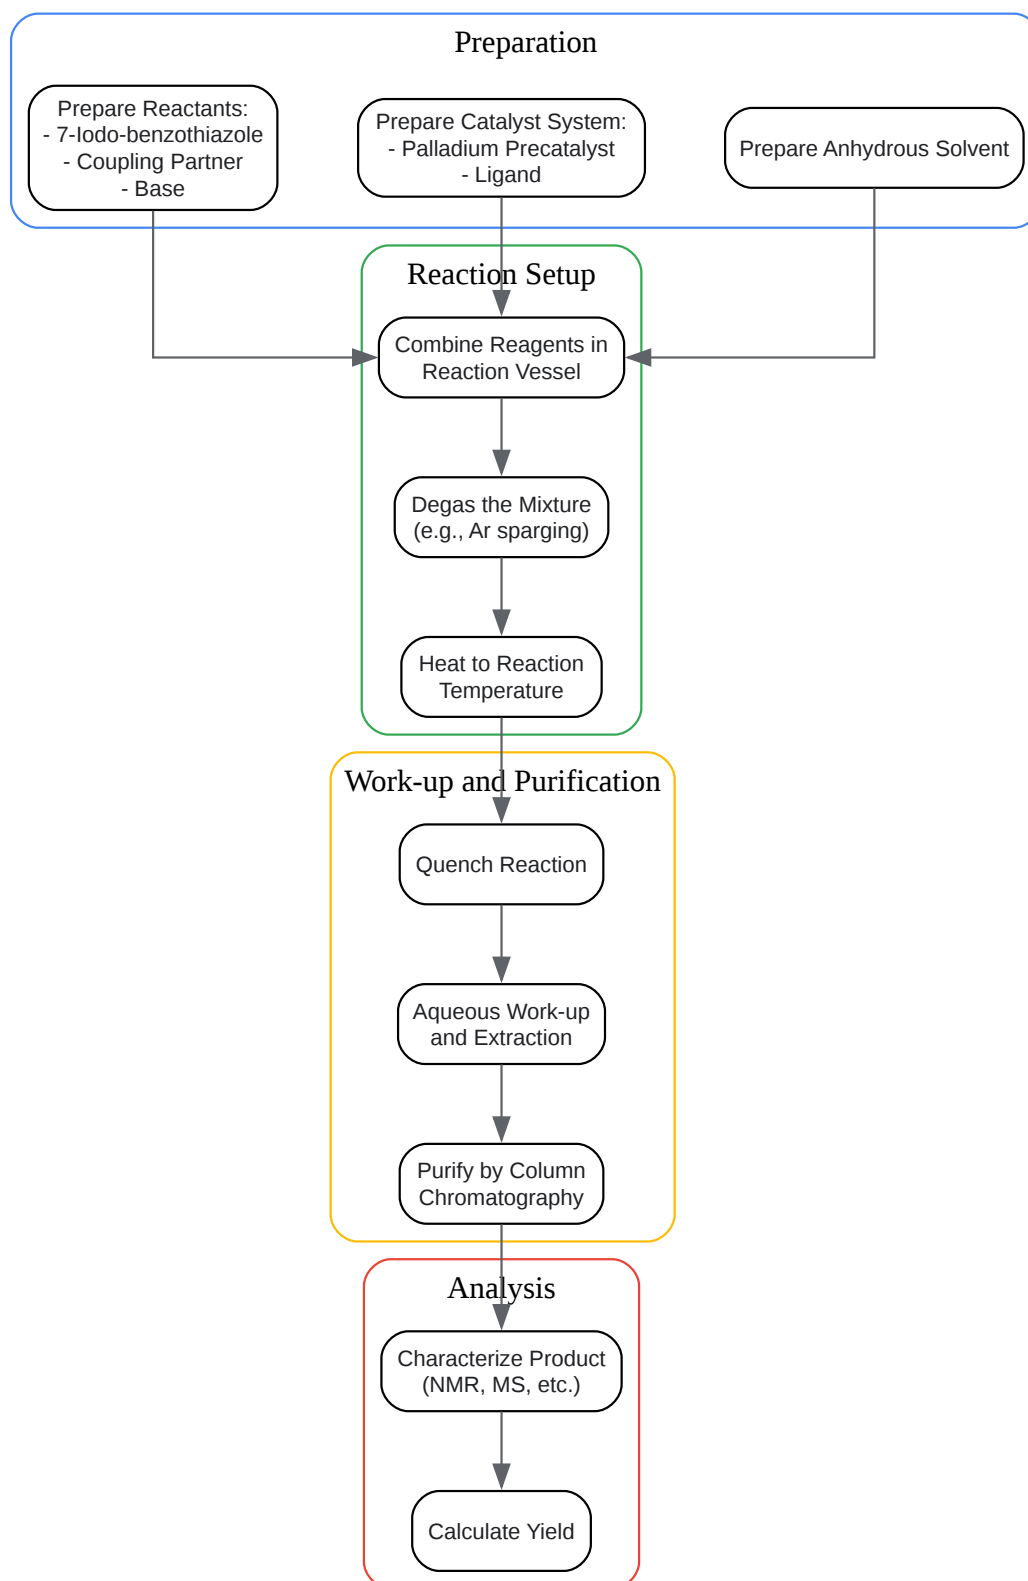 Preparation
Prepare Reactants:
- 7-Iodo-benzothiazole
- Coupling Partner
- Base
Prepare Catalyst System:
- Palladium Precatalyst
- Ligand
Prepare Anhydrous Solvent
Reaction Setup
Combine Reagents in
Reaction Vessel
Degas the Mixture
(e.g., Ar sparging)
Heat to Reaction
Temperature
Work-up and Purification
Quench Reaction
Aqueous Work-up
and Extraction
Purify by Column
Chromatography
Analysis
Characterize Product
(NMR, MS, etc.)
Calculate Yield